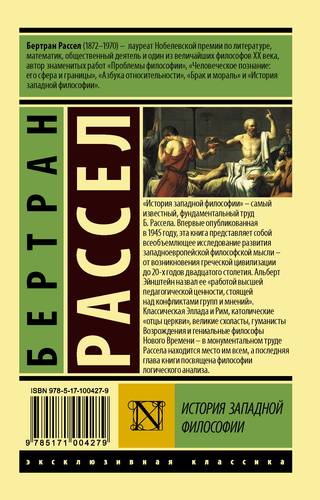 Бертран Рассел (1872–1970) – лауреат Нобелевской премии по литературе,
математик, общественный деятель и один из величайших философов XX века,
автор знаменитых работ «Проблемы философии», «Человеческое познание:
его сфера и границы», «Азбука относительности», «Брак и мораль» и «История
западной философии».
БЕРТРАН
РАССЕЛ
«История западной философии» – самый
известный, фундаментальный труд
Б. Рассела. Впервые опубликованная
в 1945 году, эта книга представляет собой
всеобъемлющее исследование развития
западноевропейской философской мысли –
от возникновения греческой цивилизации
до 20-х годов двадцатого столетия. Альберт
Эйнштейн назвал ее «работой высшей
педагогической ценности, стоящей
над конфликтами групп и мнений».
Классическая Эллада и Рим, католические
«отцы церкви», великие схоласты, гуманисты
Возрождения и гениальные философы
Нового Времени – в монументальном труде
Рассела находится место им всем, а последняя
глава книги посвящена философии
логического анализа.
ISBN 978-5-17-100427-9
9 785171 004279
N
ИСТОРИЯ ЗАПАДНОЙ
ФИЛОСОФИИ
эксклюзивная классика